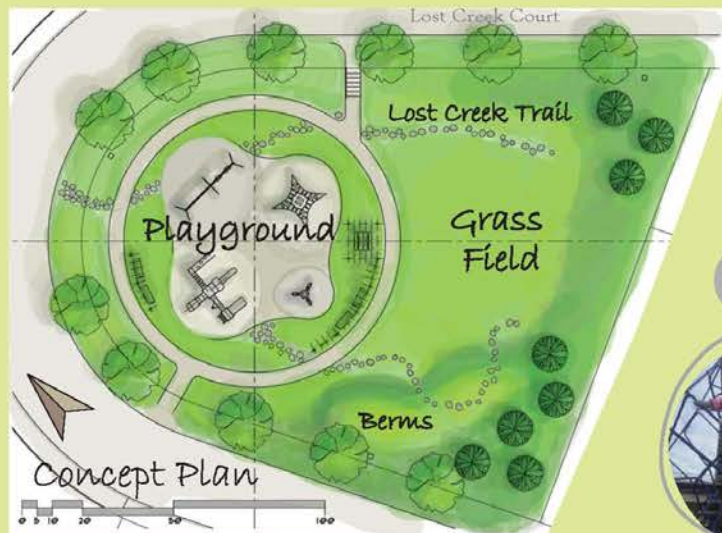 Lost Creek Court
Lost Creek Trail
Playground
Grass
Field
Berms
Concept Plan
0 5 10 20 50 100